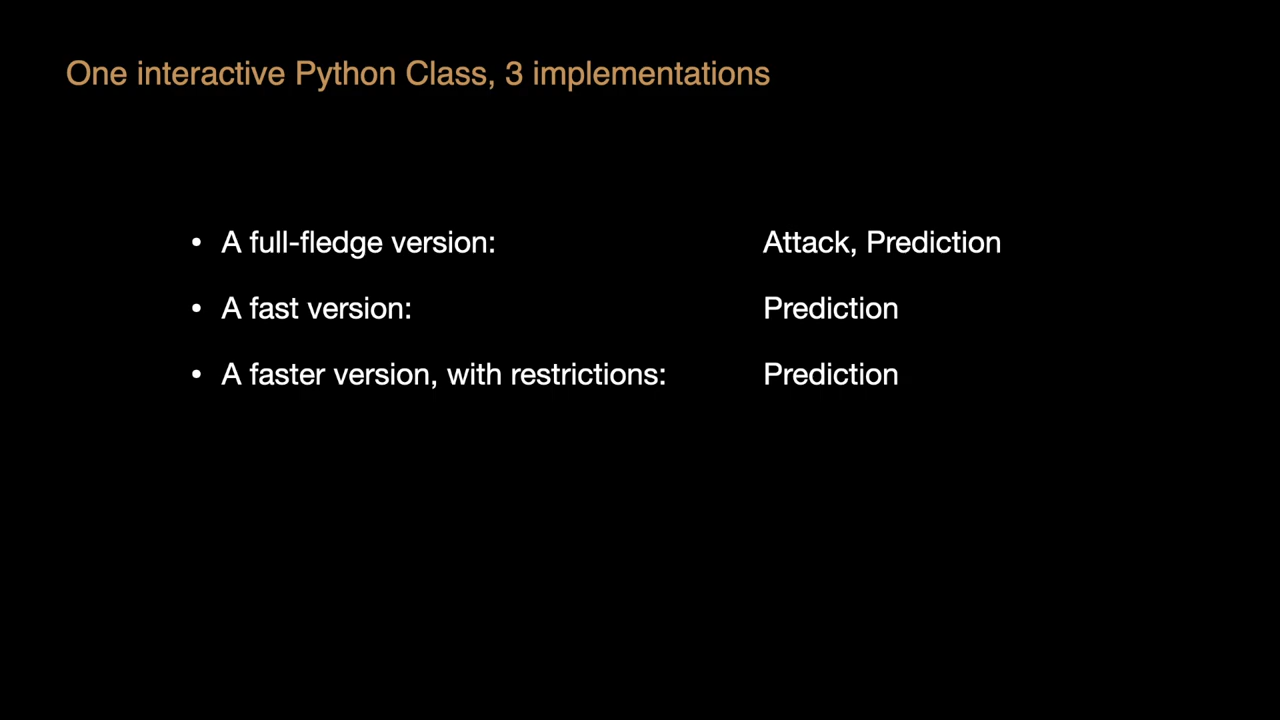 One interactive Python Class, 3 implementations
• A full-fledge version: Attack, Prediction
• A fast version: Prediction
• A faster version, with restrictions: Prediction